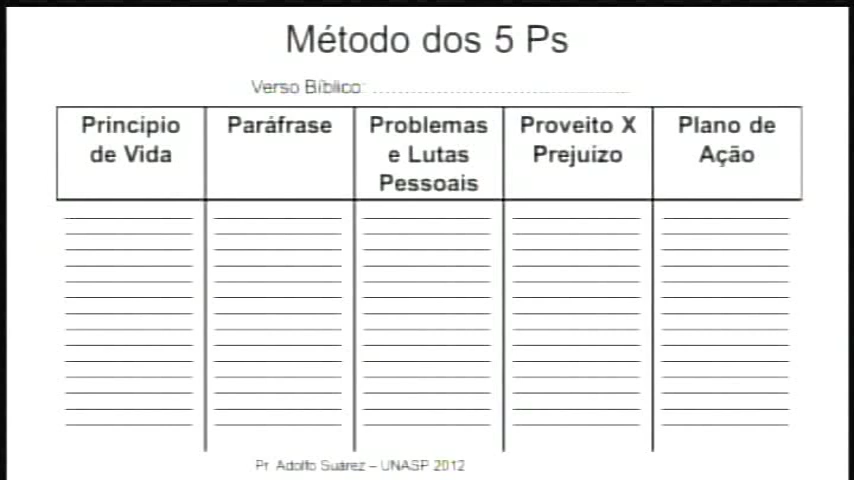 Método dos 5 Ps
Verso Bíblico: ................................................
Principio de Vida
Paráfrase
Problemas e Lutas Pessoais
Proveito X Prejuizo
Plano de Ação
Pr Adolfo Suárez – UNASP 2012